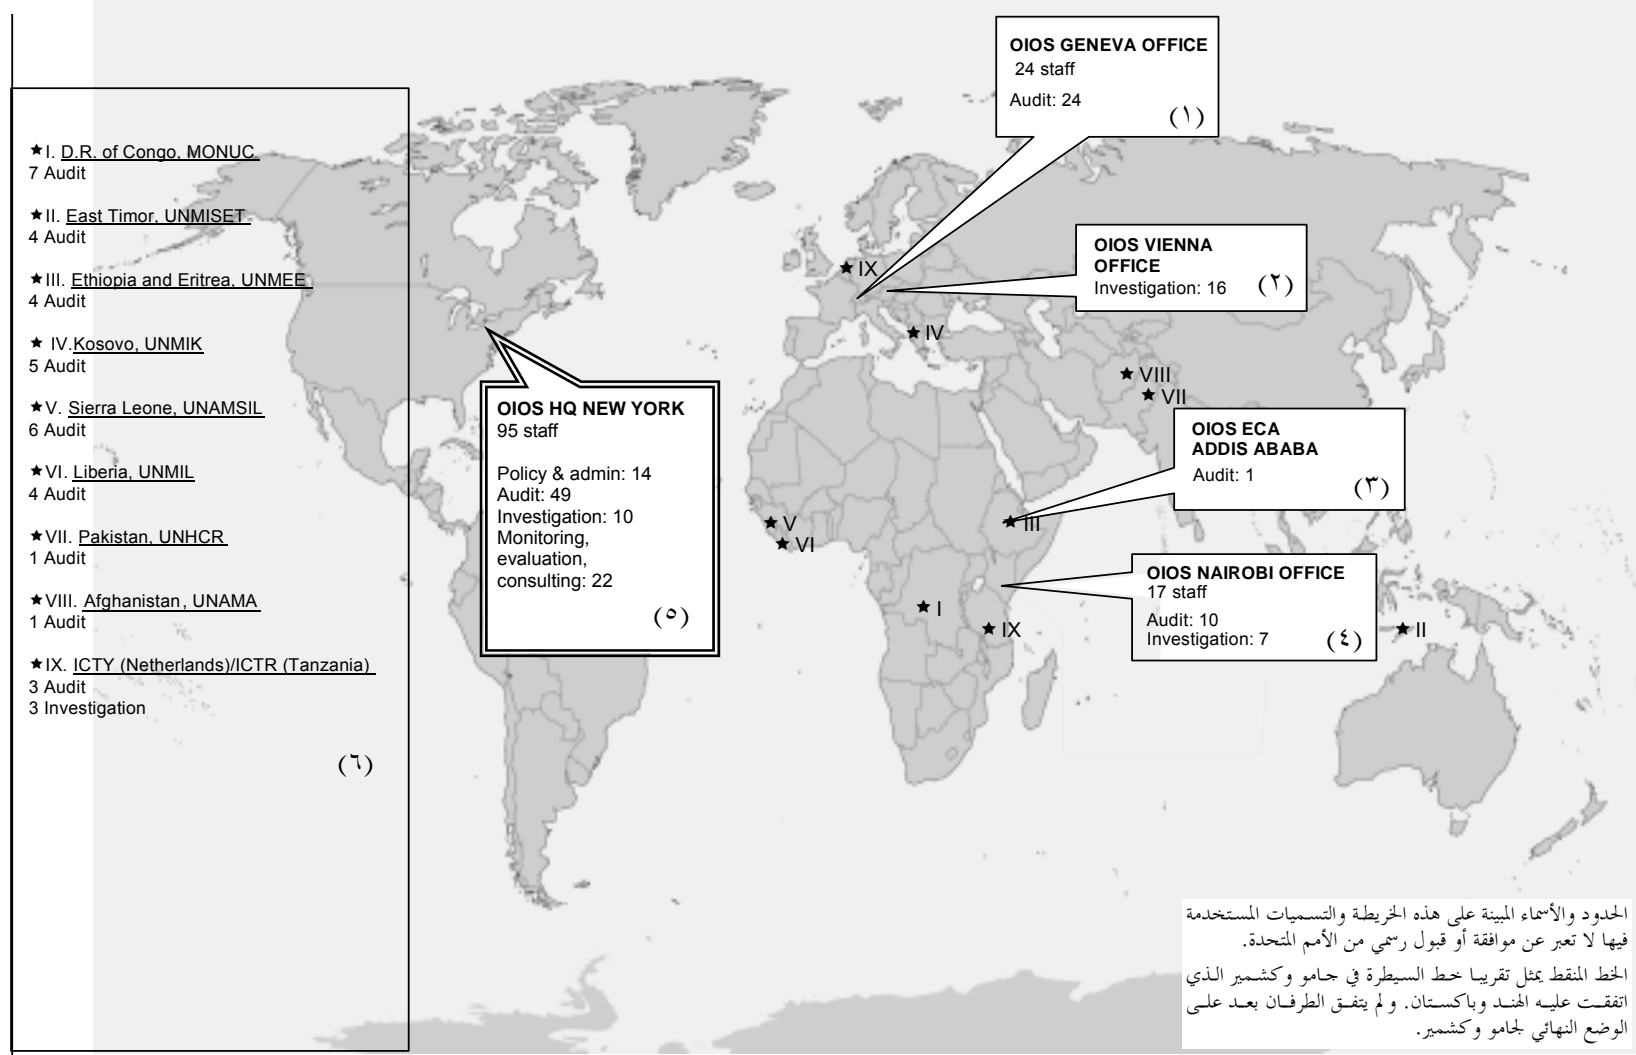 ★I. D.R. of Congo, MONUC
7 Audit
★II. East Timor, UNMISET
4 Audit
★III. Ethiopia and Eritrea, UNMEE
4 Audit
★ IV.Kosovo, UNMIK
5 Audit
★V. Sierra Leone, UNAMSIL
6 Audit
★VI. Liberia, UNMIL
4 Audit
★VII. Pakistan, UNHCR
1 Audit
★VIII. Afghanistan, UNAMA
1 Audit
★IX. ICTY (Netherlands)/ICTR (Tanzania)
3 Audit
3 Investigation
(٦)
OIOS HQ NEW YORK
95 staff
Policy & admin: 14
Audit: 49
Investigation: 10
Monitoring,
evaluation,
consulting: 22
(٥)
OIOS GENEVA OFFICE
24 staff
Audit: 24
(١)
OIOS VIENNA
OFFICE
Investigation: 16
(٢)
OIOS ECA
ADDIS ABABA
Audit: 1
(٣)
OIOS NAIROBI OFFICE
17 staff
Audit: 10
Investigation: 7
(٤)
★ IX
★ IV
★ VIII
★ VII
★ III
★ V
★ VI
★ I
★ IX
★ II
الحدود والأسماء المبينة على هذه الخريطة والتسميات المستخدمة
فيها لا تعبر عن موافقة أو قبول رسمي من الأمم المتحدة.
الخط المنقط يمثل تقريبا خط السيطرة في جامو وكشمير الذي
اتفقت عليه الهند وباكستان. ولم يتفق الطرفان بعد على
الوضع النهائي لجامو وكشمير.